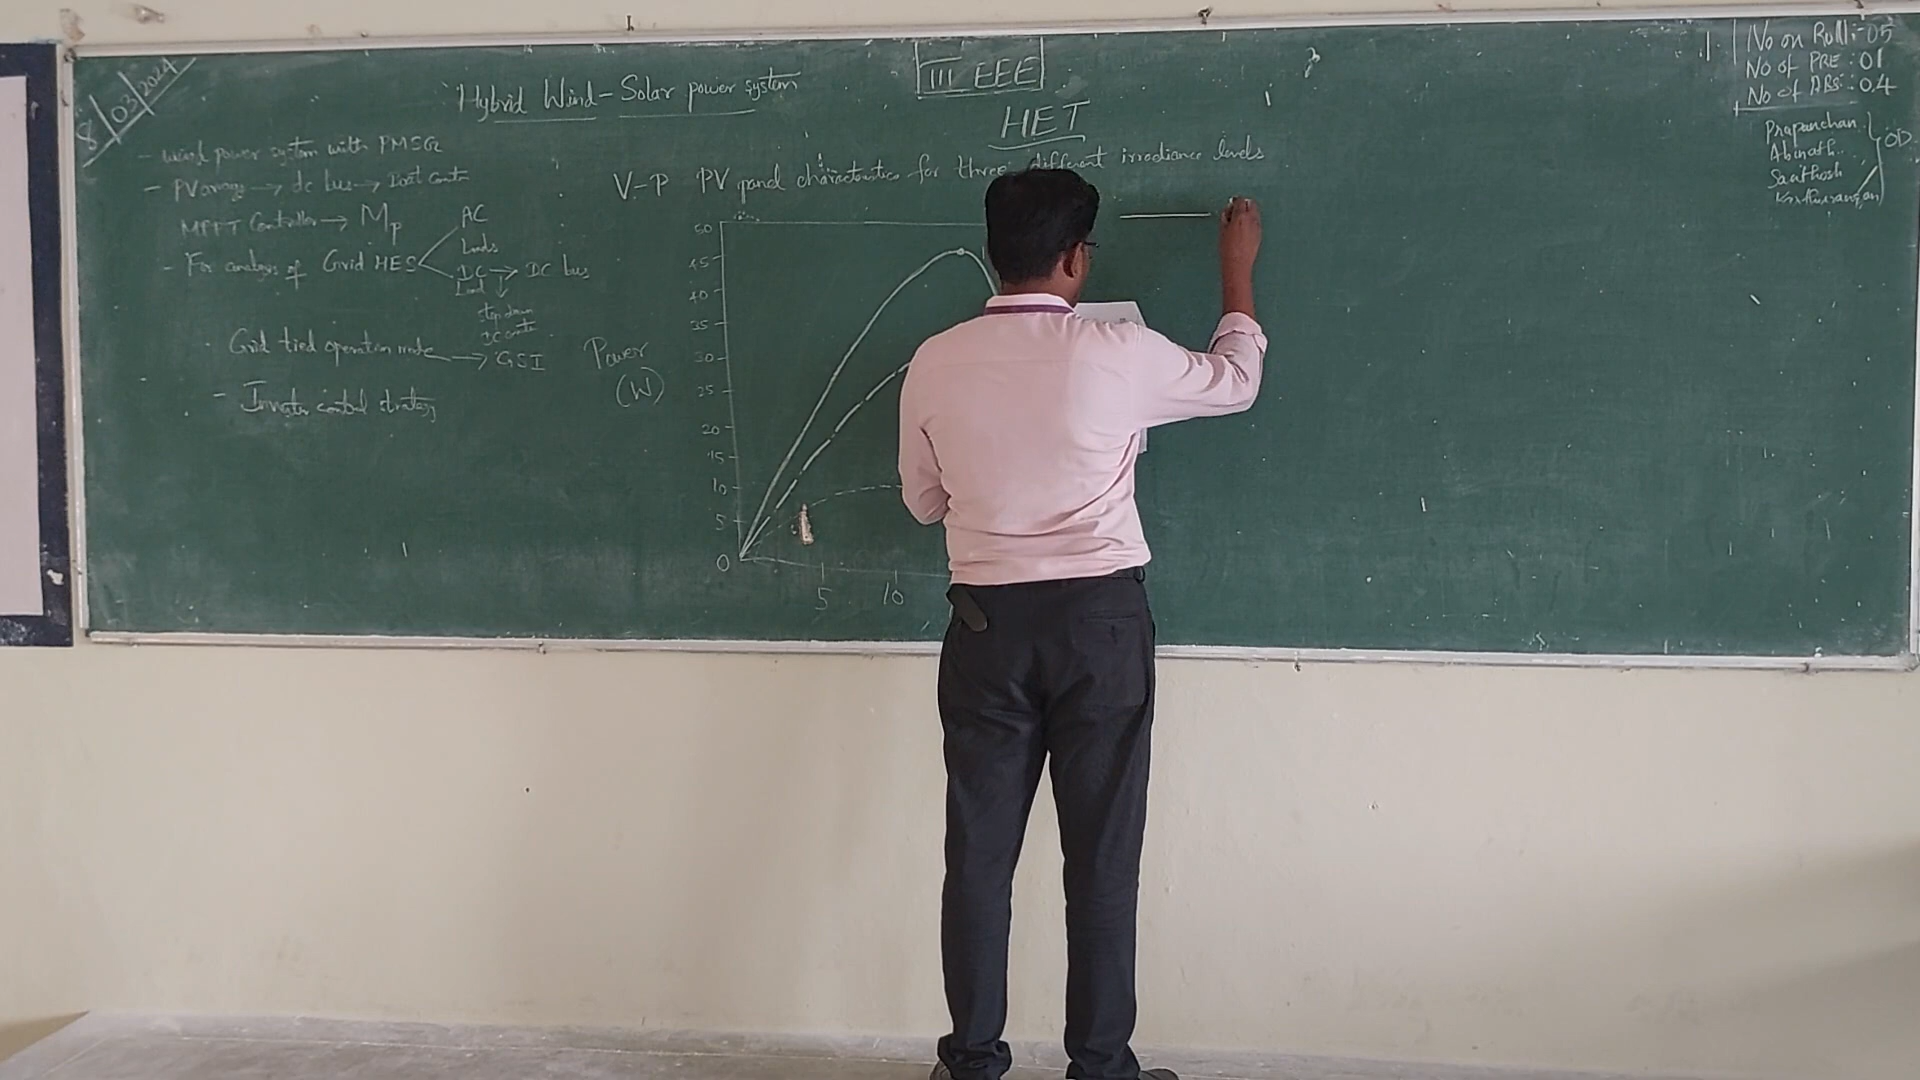 8/03/2024
Hybrid Wind-Solar power system
III EEE
HET
No on Roll:-05
No of PRE:01
No of ABS:-04
Prapanchan
Abinath
Santhosh
OD
- wind power system with PMSG
- PV energy → dc bus →
MPPT Controller → Mp
- For analysis of Grid HES
AC
Loads
DC → DC bus
Load
step down
DC
Grid tied operation mode → GSI
- Inverter control strategy
V-P PV panel characteristics for three different irradiance levels
Power
(W)
50
45
40
35
30
25
20
15
10
5
0
5 10